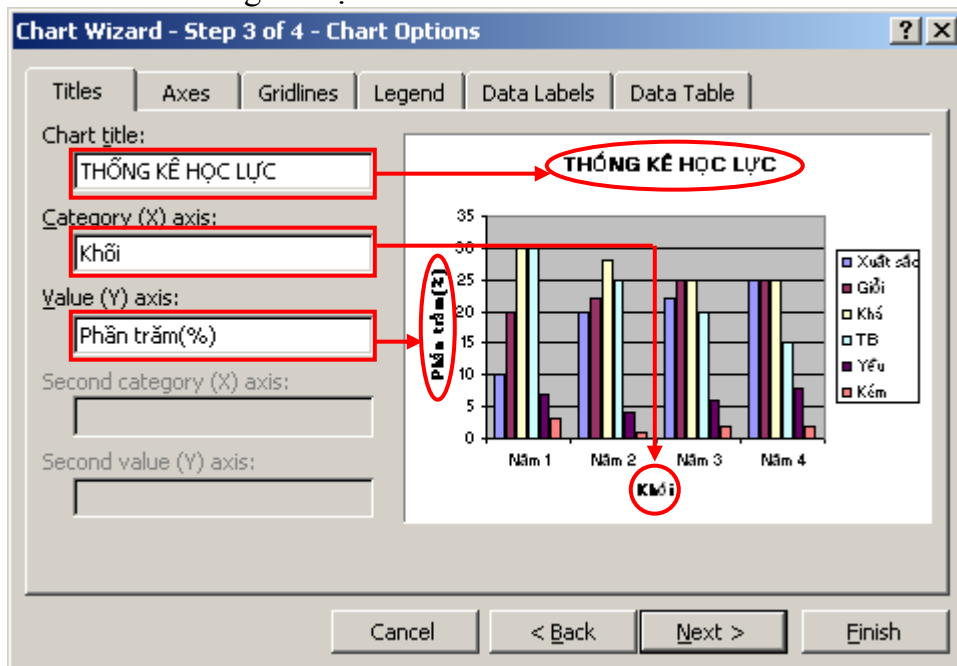 Chart Wizard - Step 3 of 4 - Chart Options
Titles Axes Gridlines Legend Data Labels Data Table
Chart title:
THỐNG KÊ HỌC LỰC
Category (X) axis:
Khối
Value (Y) axis:
Phần trăm(%)
Second category (X) axis:
Second value (Y) axis:
THỐNG KÊ HỌC LỰC
Phần trăm(%)
35
30
25
20
15
10
5
0
Năm 1 Năm 2 Năm 3 Năm 4
Khối
Xuất sắc
Giỏi
Khá
TB
Yếu
Kém
Cancel < Back Next > Finish